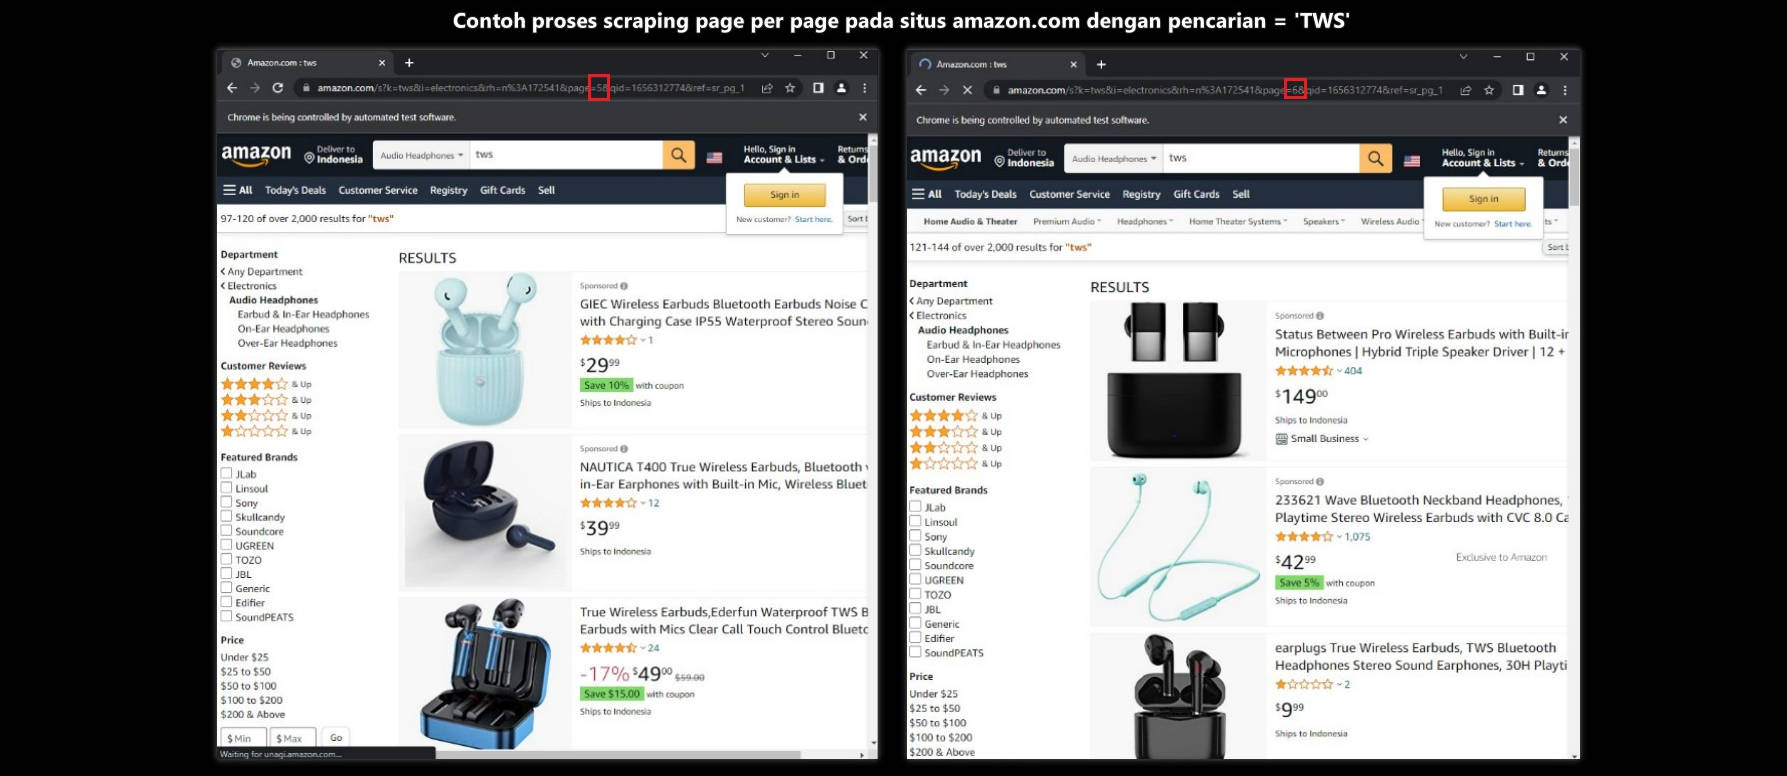 Contoh proses scraping page per page pada situs amazon.com dengan pencarian = 'TWS'
Amazon.com : tws
amazon.com/s?k=tws&i=electronics&rh=n%3A172541&page=5&qid=1656312774&ref=sr_pg_1
Chrome is being controlled by automated test software.
amazon
Deliver to
Indonesia
Audio Headphones
tws
Hello, Sign in
Account & Lists
Returns
& Orde
All Today's Deals Customer Service Registry Gift Cards Sell
Sign in
New customer? Start here.
97-120 of over 2,000 results for "tws"
Sort b
Department
Any Department
Electronics
Audio Headphones
Earbud & In-Ear Headphones
On-Ear Headphones
Over-Ear Headphones
Customer Reviews
& Up
& Up
& Up
& Up
Featured Brands
JLab
Linsoul
Sony
Skullcandy
Soundcore
UGREEN
TOZO
JBL
Generic
Edifier
SoundPEATS
Price
Under $25
$25 to $50
$50 to $100
$100 to $200
$200 & Above
$ Min $ Max Go
Waiting for unagi.amazon.com...
RESULTS
Sponsored
GIEC Wireless Earbuds Bluetooth Earbuds Noise C
with Charging Case IP55 Waterproof Stereo Soun
1
$29 99
Save 10% with coupon
Ships to Indonesia
Sponsored
NAUTICA T400 True Wireless Earbuds, Bluetooth v
in-Ear Earphones with Built-in Mic, Wireless Bluet
12
$39 99
Ships to Indonesia
True Wireless Earbuds,Ederfun Waterproof TWS B
Earbuds with Mics Clear Call Touch Control Blueto
24
-17% $49 00 $59.00
Save $15.00 with coupon
Ships to Indonesia
Amazon.com : tws
amazon.com/s?k=tws&i=electronics&rh=n%3A172541&page=6&qid=1656312774&ref=sr_pg_1
Chrome is being controlled by automated test software.
amazon
Deliver to
Indonesia
Audio Headphones
tws
Hello, Sign in
Account & Lists
Returns
& Orde
All Today's Deals Customer Service Registry Gift Cards Sell
Sign in
New customer? Start here.
Home Audio & Theater Premium Audio Headphones Home Theater Systems Speakers Wireless Audio ts
121-144 of over 2,000 results for "tws"
Sort b
Department
Any Department
Electronics
Audio Headphones
Earbud & In-Ear Headphones
On-Ear Headphones
Over-Ear Headphones
Customer Reviews
& Up
& Up
& Up
& Up
Featured Brands
JLab
Linsoul
Sony
Skullcandy
Soundcore
UGREEN
TOZO
JBL
Generic
Edifier
SoundPEATS
Price
Under $25
$25 to $50
$50 to $100
$100 to $200
$200 & Above
RESULTS
Sponsored
Status Between Pro Wireless Earbuds with Built-in
Microphones | Hybrid Triple Speaker Driver | 12 +
404
$149 00
Ships to Indonesia
Small Business
Sponsored
233621 Wave Bluetooth Neckband Headphones,
Playtime Stereo Wireless Earbuds with CVC 8.0 Ca
1,075
$42 99
Exclusive to Amazon
Save 5% with coupon
Ships to Indonesia
earplugs True Wireless Earbuds, TWS Bluetooth
Headphones Stereo Sound Earphones, 30H Playti
2
$9 99
Ships to Indonesia